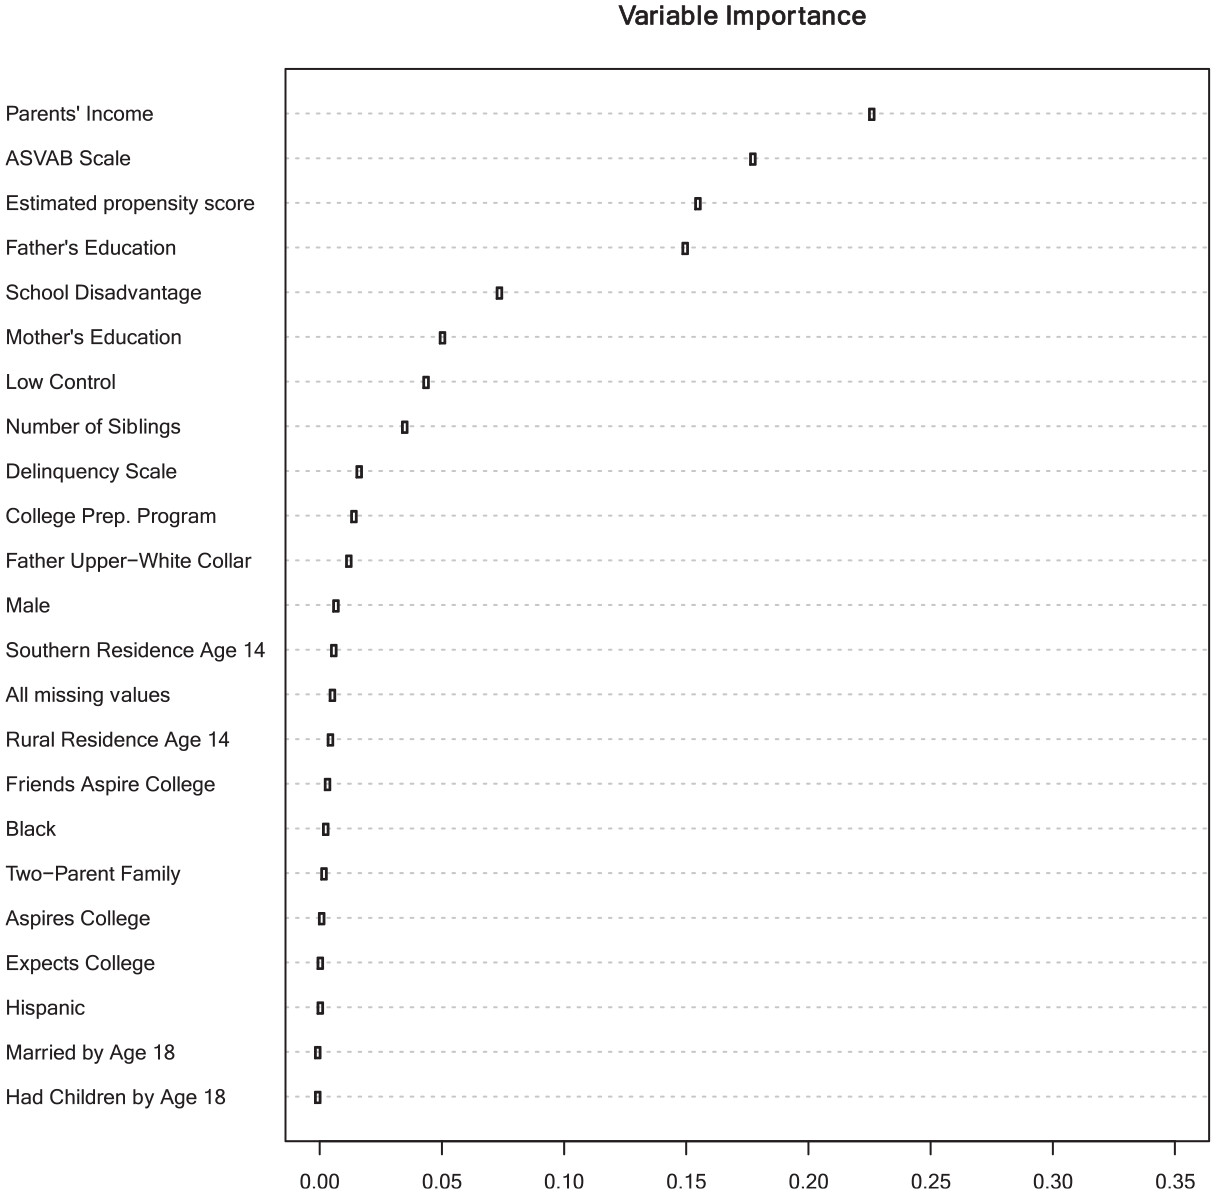 Variable Importance
Parents' Income
ASVAB Scale
Estimated propensity score
Father's Education
School Disadvantage
Mother's Education
Low Control
Number of Siblings
Delinquency Scale
College Prep. Program
Father Upper−White Collar
Male
Southern Residence Age 14
All missing values
Rural Residence Age 14
Friends Aspire College
Black
Two−Parent Family
Aspires College
Expects College
Hispanic
Married by Age 18
Had Children by Age 18
0.00 0.05 0.10 0.15 0.20 0.25 0.30 0.35